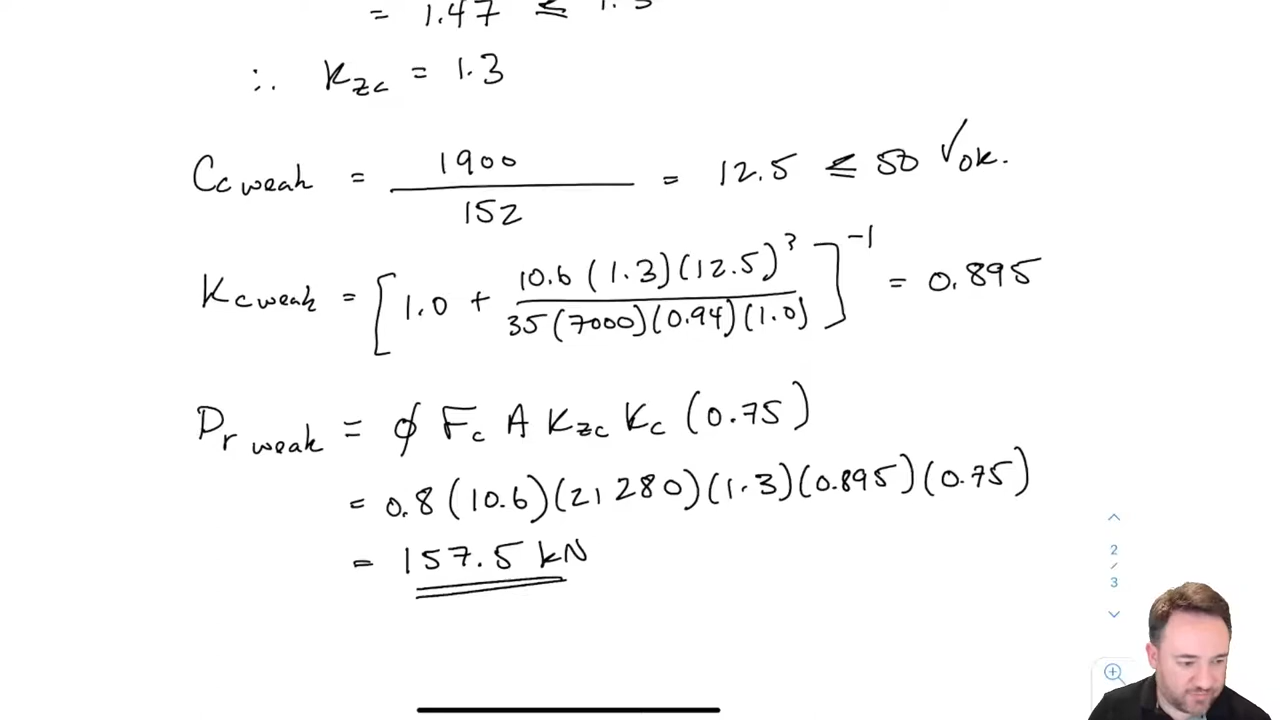 = 1.47 ≤ 1.3
∴ Kzc = 1.3
Cc weak = 1900 / 152 = 12.5 ≤ 50 ✓ok.
Kc weak = [1.0 + 10.6 (1.3)(12.5)³ / 35(7000)(0.94)(1.0)]⁻¹ = 0.895
Pr weak = ϕ Fc A Kzc Kc (0.75)
= 0.8 (10.6)(21 280)(1.3)(0.895)(0.75)
= 157.5 kN
2
/
3